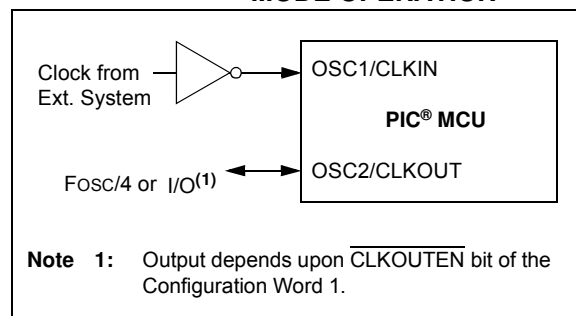 MODE OPERATION
Clock from
Ext. System
OSC1/CLKIN
PIC® MCU
FOSC/4 or I/O(1)
OSC2/CLKOUT
Note 1: Output depends upon CLKOUTEN bit of the
Configuration Word 1.